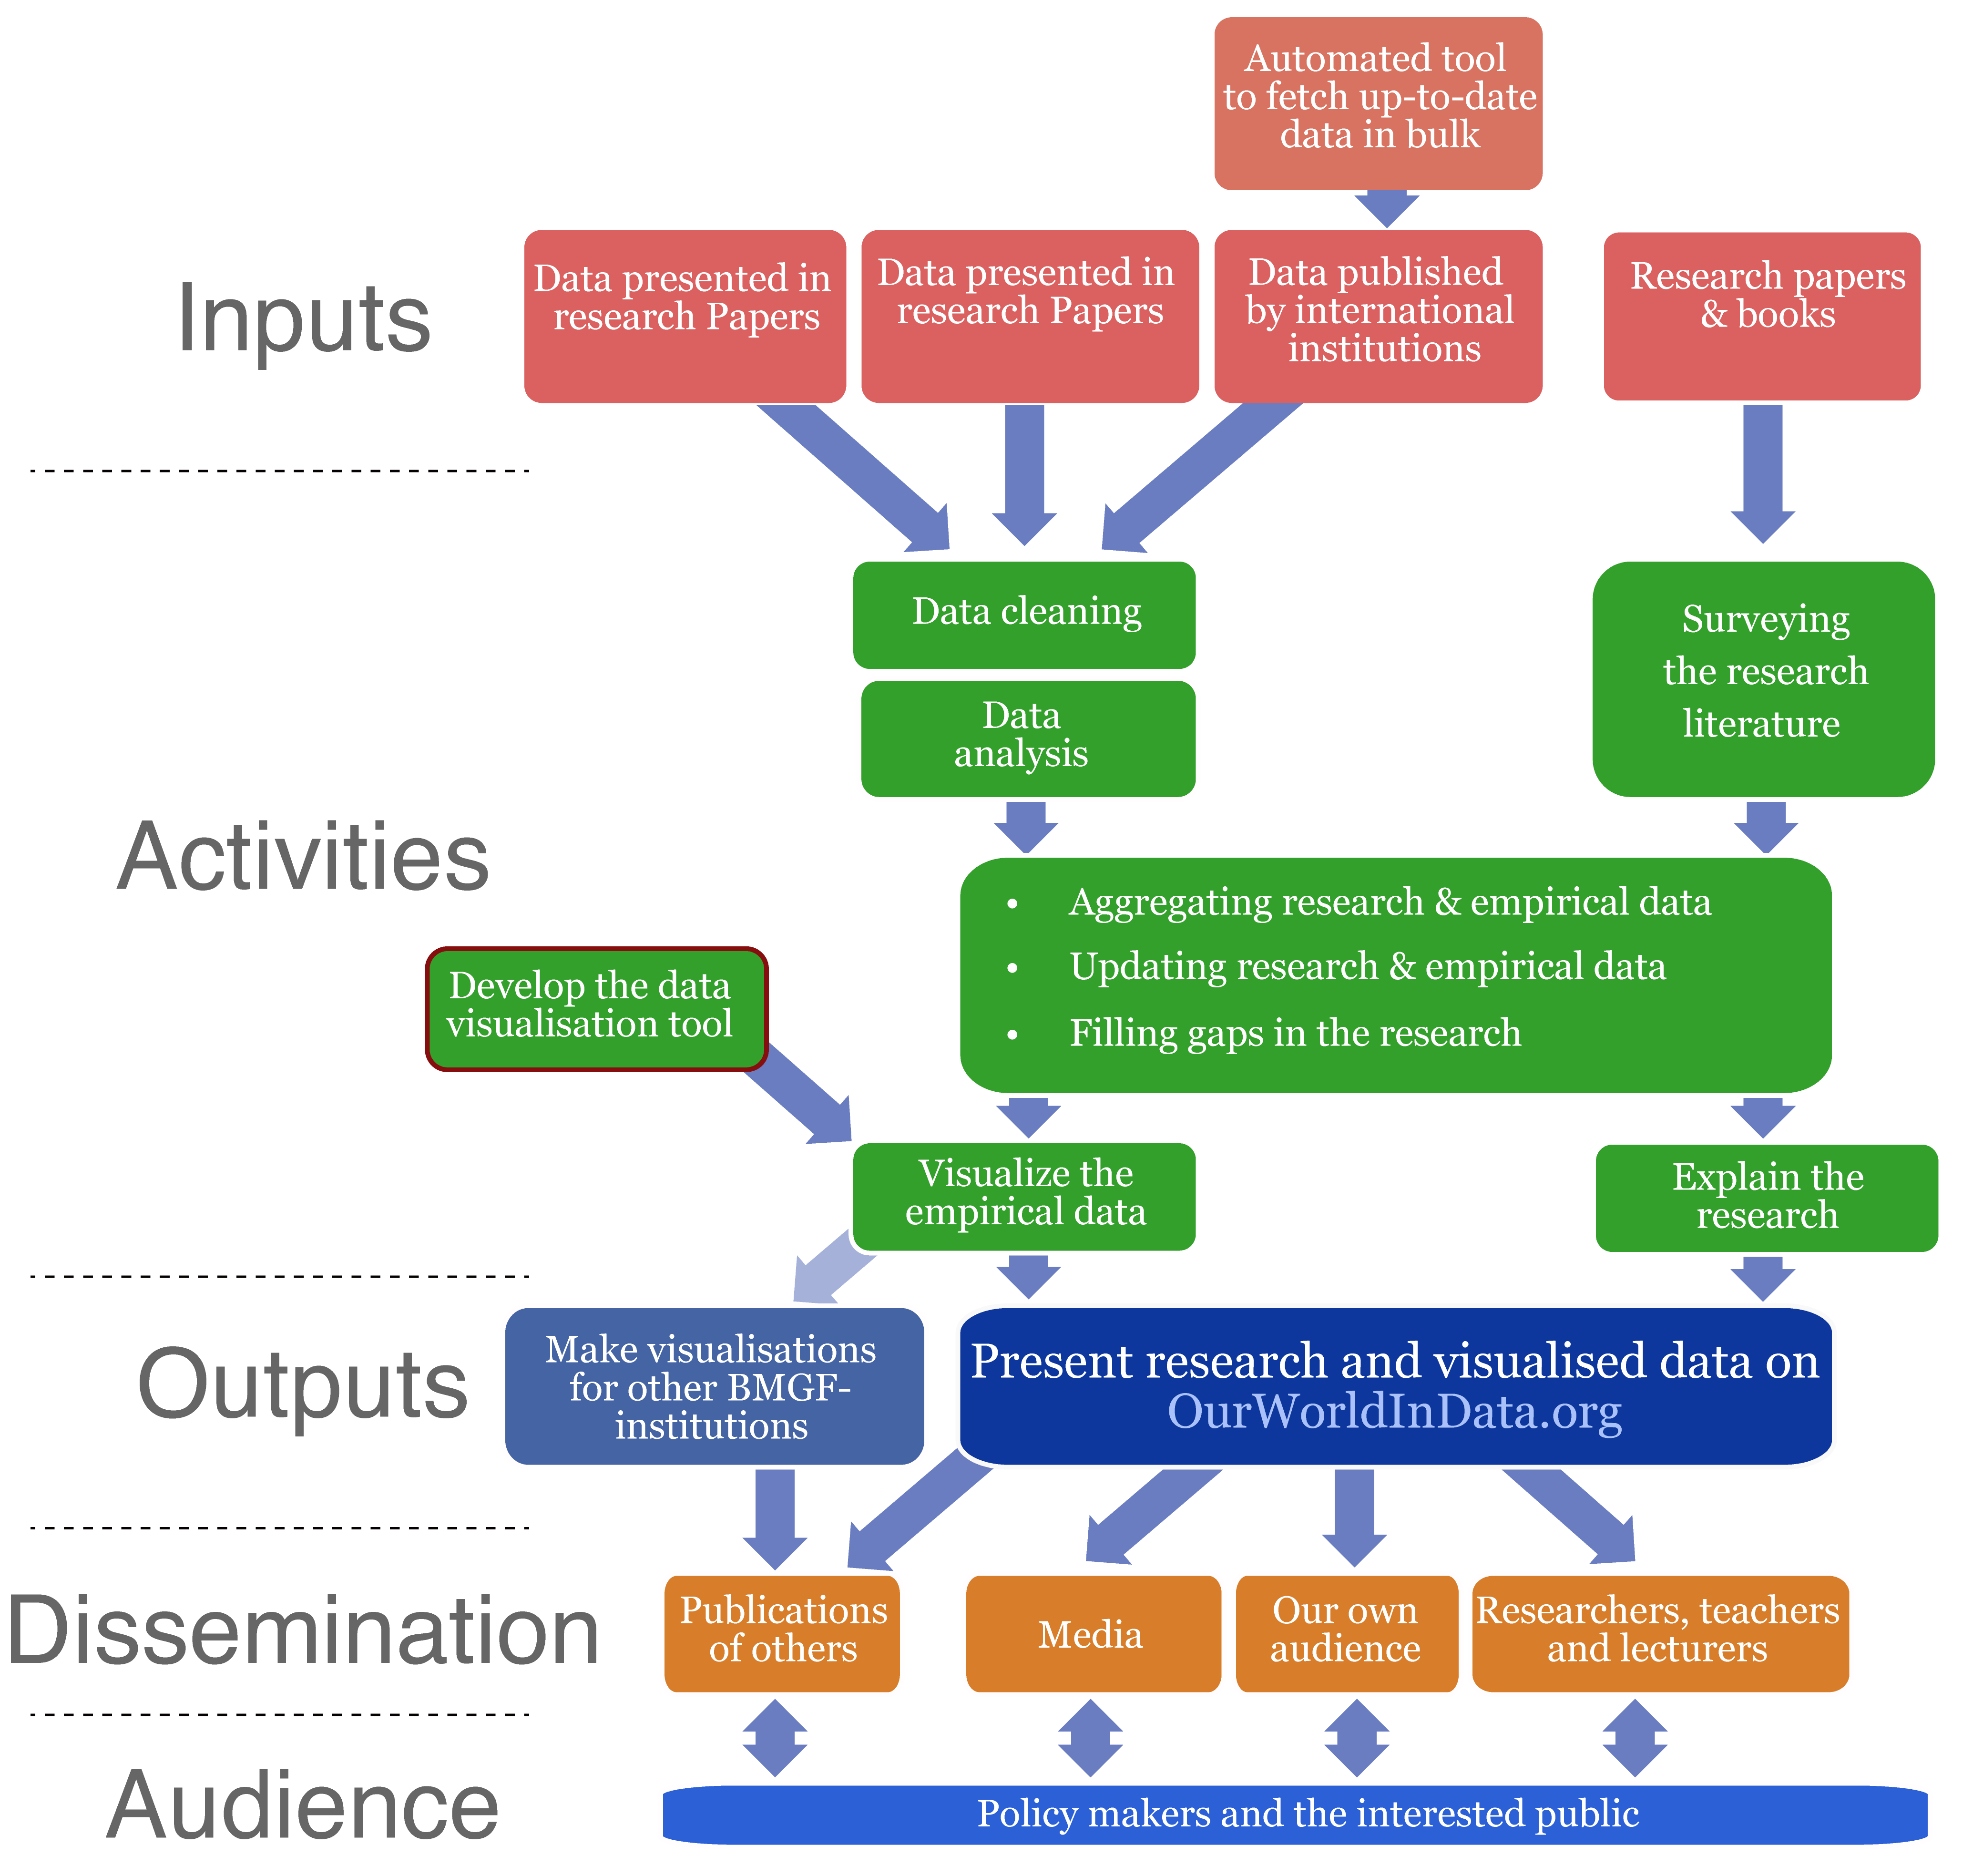 Automated tool
to fetch up-to-date
data in bulk
Inputs
Data presented in
research Papers
Data presented in
research Papers
Data published
by international
institutions
Research papers
& books
Data cleaning
Surveying
the research
literature
Data
analysis
Activities
• Aggregating research & empirical data
• Updating research & empirical data
• Filling gaps in the research
Develop the data
visualisation tool
Visualize the
empirical data
Explain the
research
Outputs
Make visualisations
for other BMGF-
institutions
Present research and visualised data on
OurWorldInData.org
Dissemination
Publications
of others
Media
Our own
audience
Researchers, teachers
and lecturers
Audience
Policy makers and the interested public